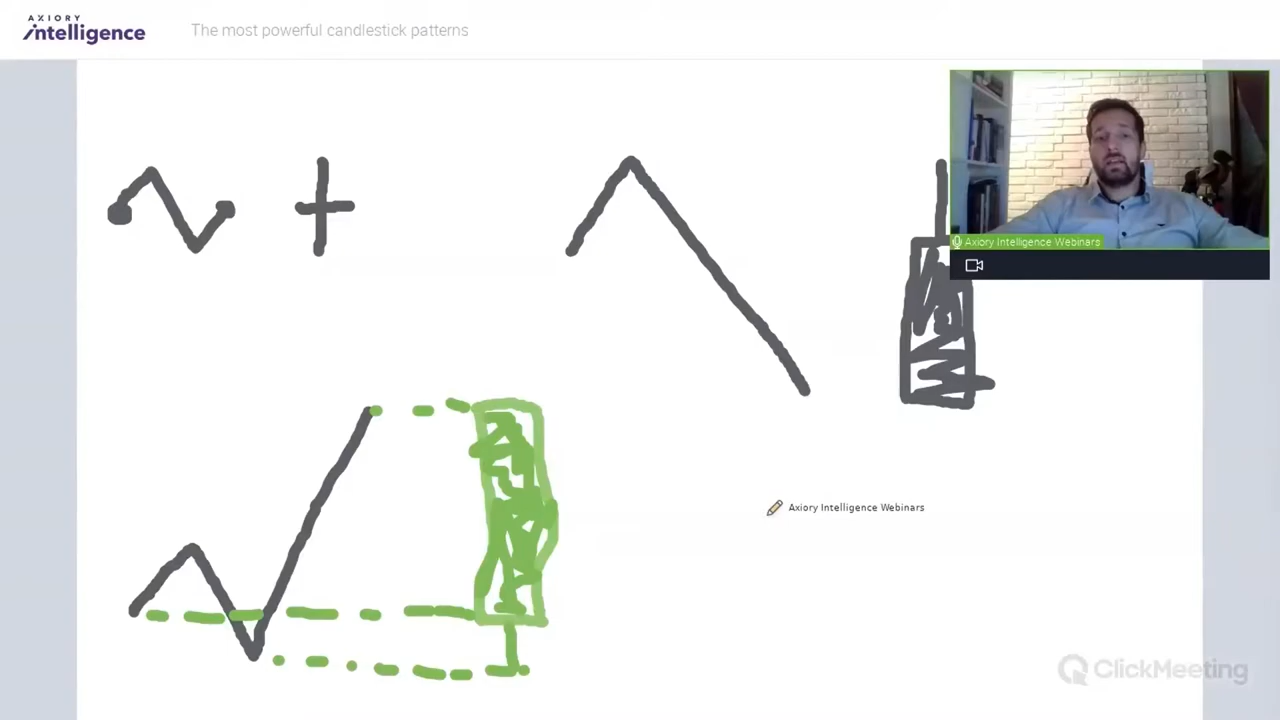 AXIORY
intelligence
The most powerful candlestick patterns
Axiory Intelligence Webinars
Axiory Intelligence Webinars
ClickMeeting